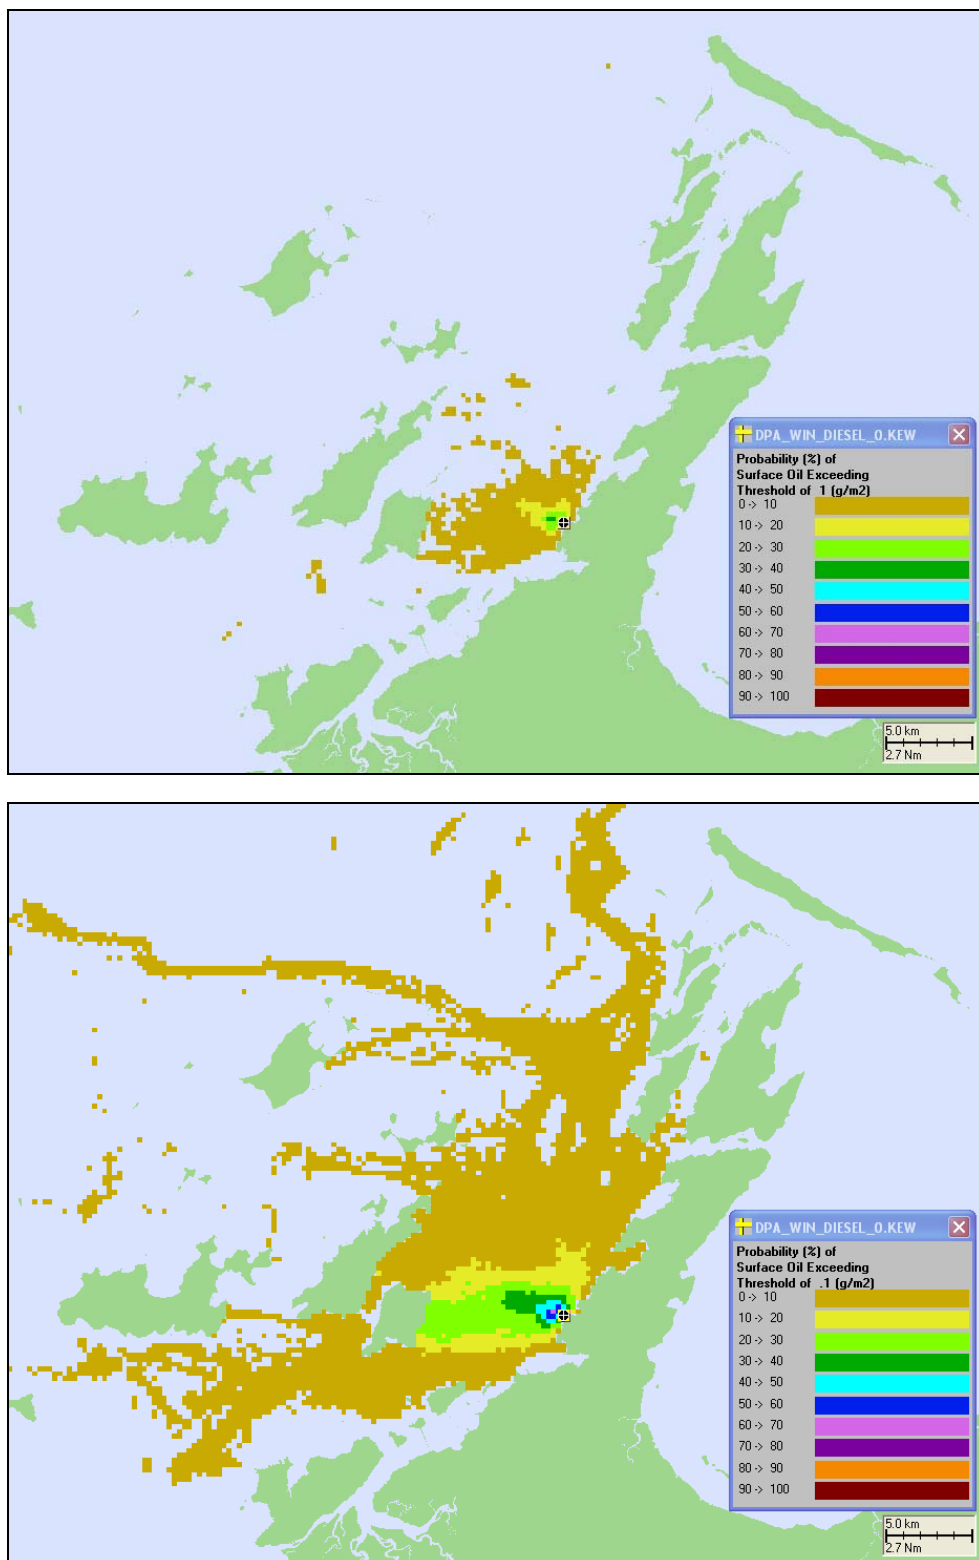 DPA_WIN_DIESEL_0.KEW
Probability (%) of
Surface Oil Exceeding
Threshold of 1 (g/m2)
0 -> 10
10 -> 20
20 -> 30
30 -> 40
40 -> 50
50 -> 60
60 -> 70
70 -> 80
80 -> 90
90 -> 100
5.0 km
2.7 Nm
DPA_WIN_DIESEL_0.KEW
Probability (%) of
Surface Oil Exceeding
Threshold of .1 (g/m2)
0 -> 10
10 -> 20
20 -> 30
30 -> 40
40 -> 50
50 -> 60
60 -> 70
70 -> 80
80 -> 90
90 -> 100
5.0 km
2.7 Nm